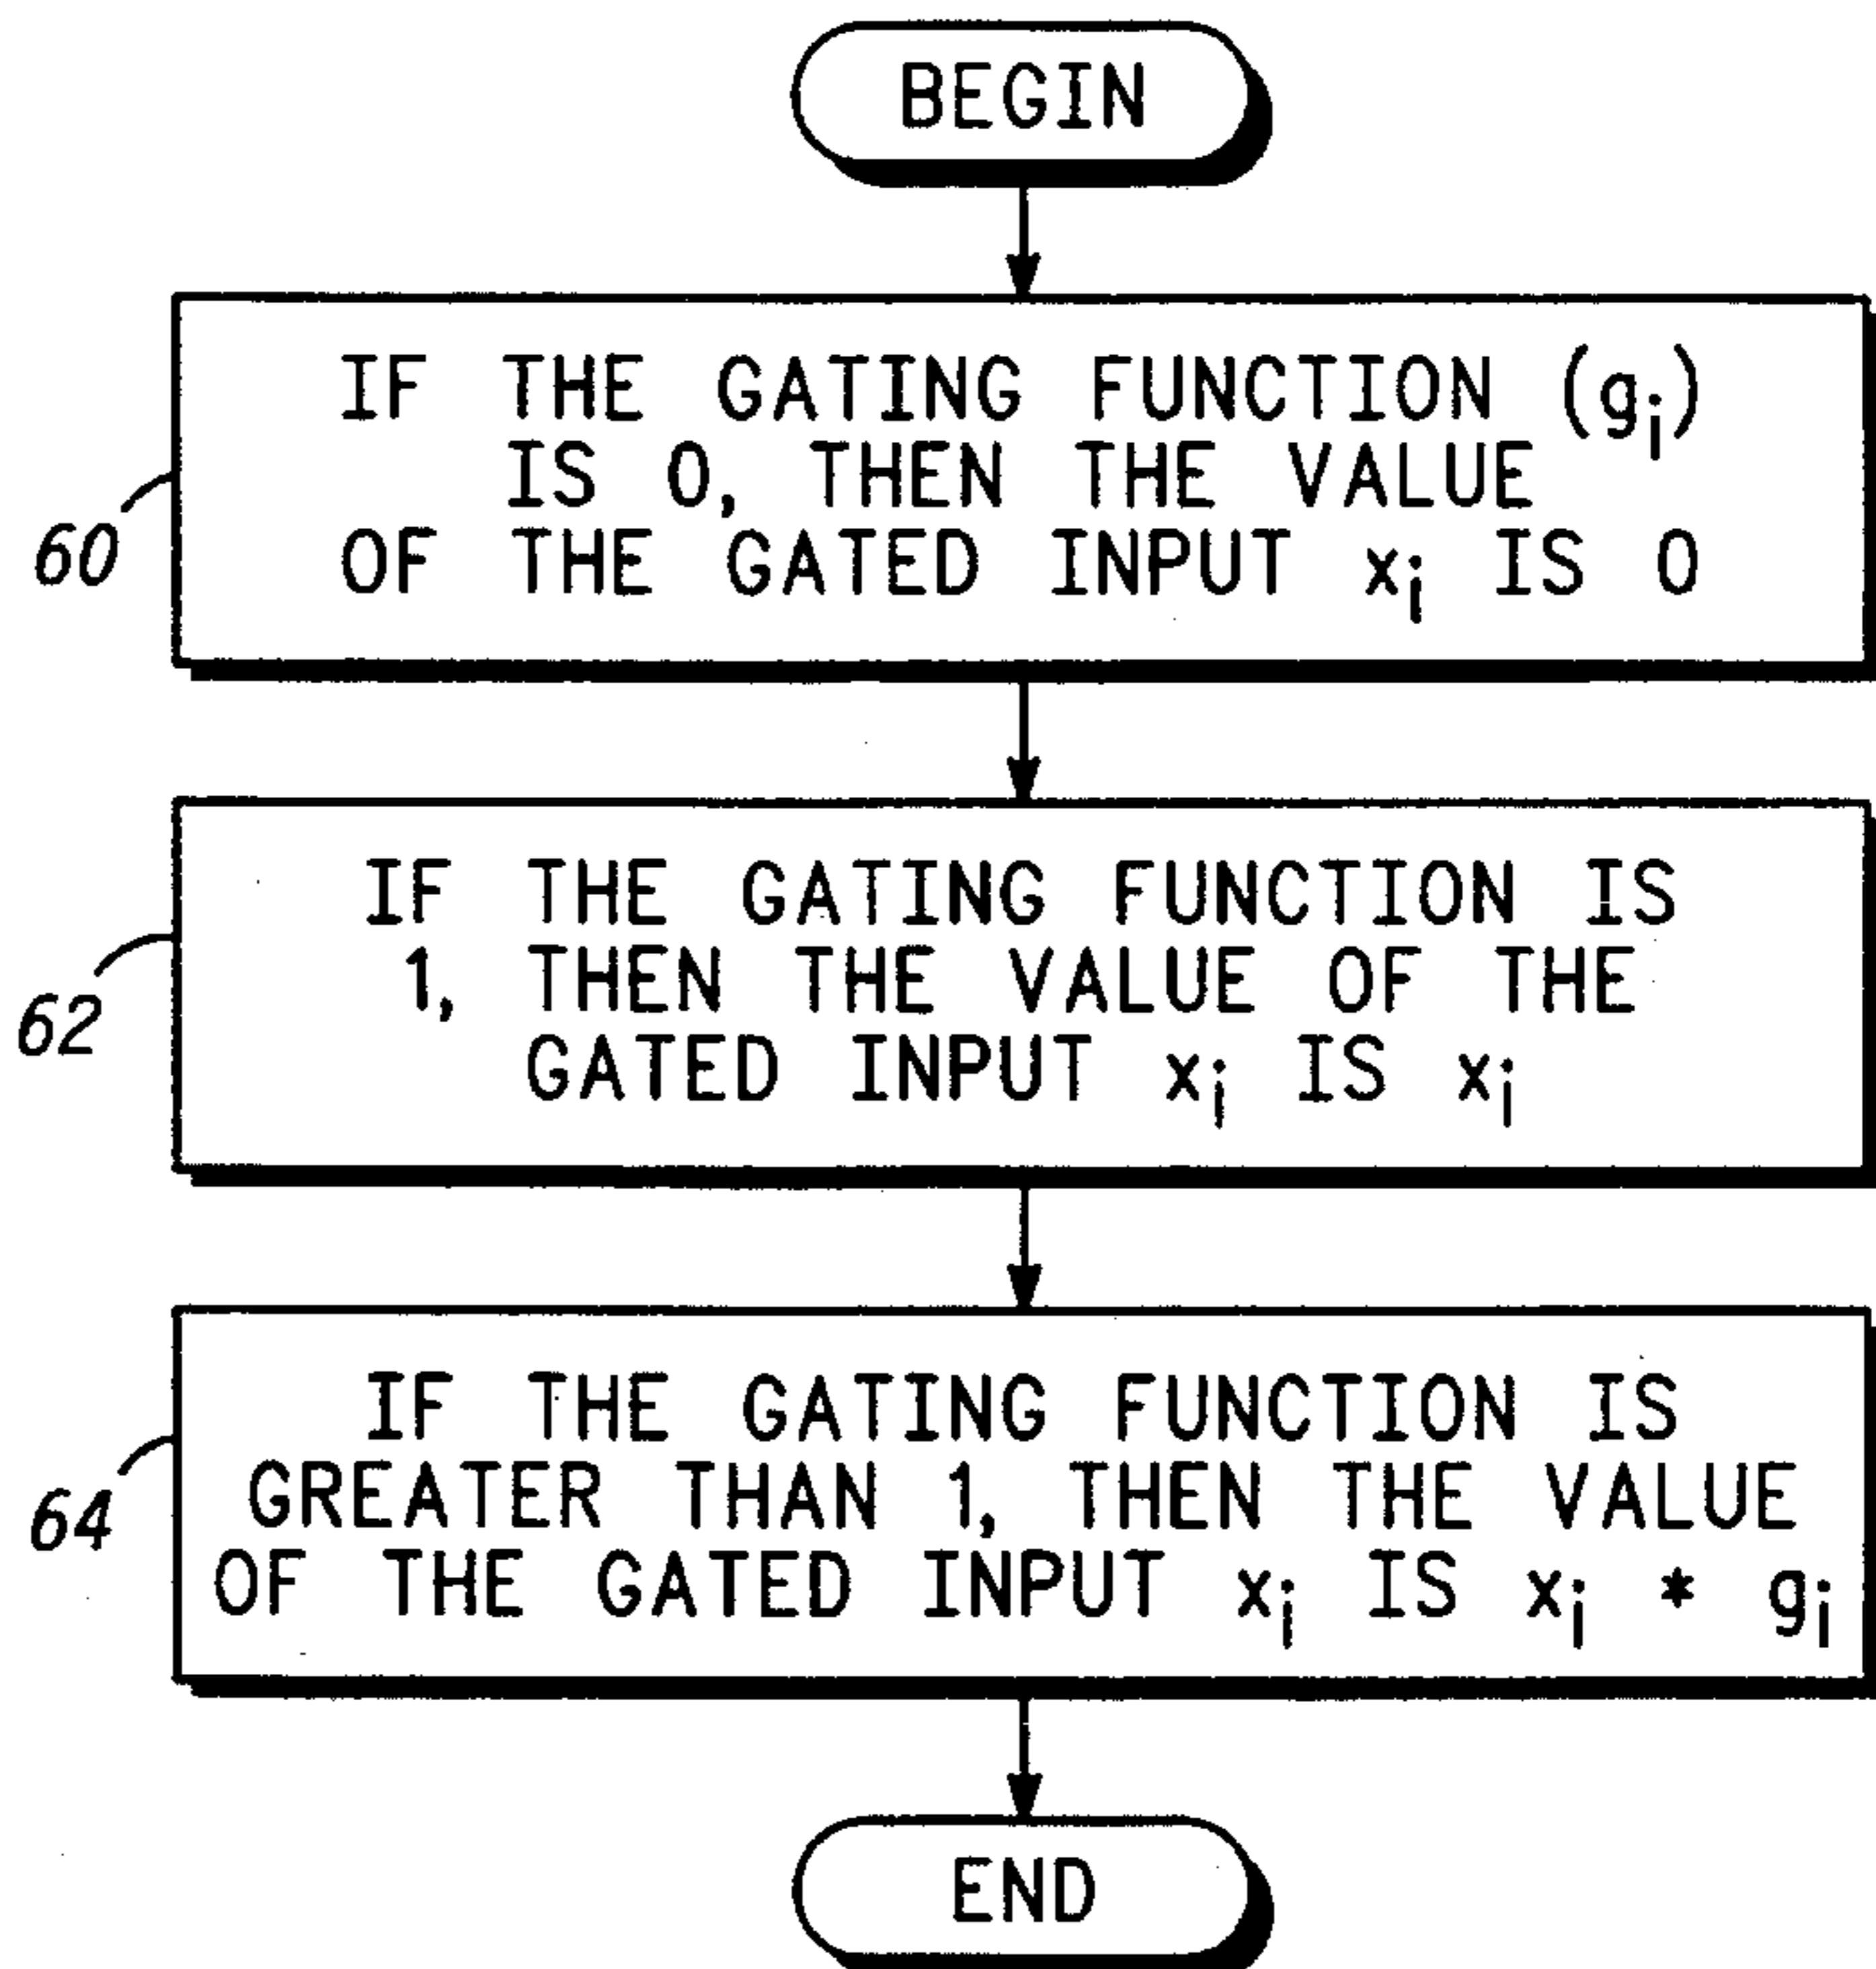 BEGIN
IF THE GATING FUNCTION (gi)
IS 0, THEN THE VALUE
OF THE GATED INPUT xi IS 0
60
IF THE GATING FUNCTION IS
1, THEN THE VALUE OF THE
GATED INPUT xi IS xi
62
IF THE GATING FUNCTION IS
GREATER THAN 1, THEN THE VALUE
OF THE GATED INPUT xi IS xi * gi
64
END